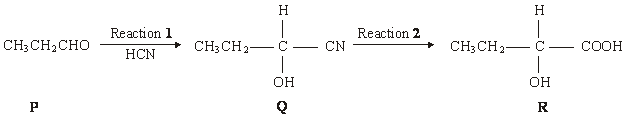 H H
Reaction 1 Reaction 2
CH₃CH₂CHO CH₃CH₂ CN CH₃CH₂ COOH
HCN
OH OH
P Q R